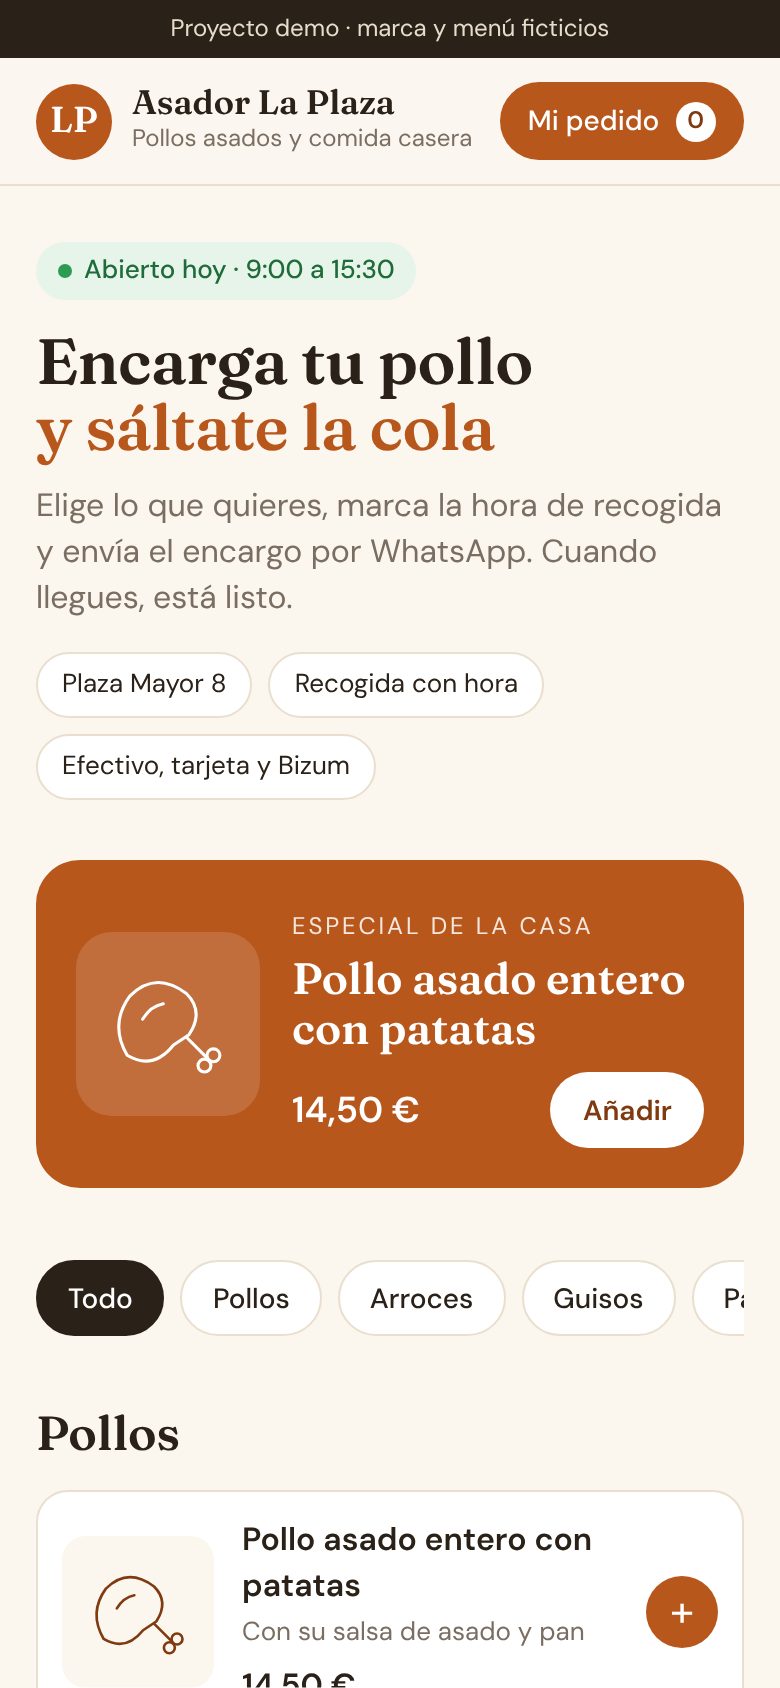 Proyecto demo · marca y menú ficticios
LP
Asador La Plaza
Pollos asados y comida casera
Mi pedido 0
Abierto hoy · 9:00 a 15:30
Encarga tu pollo
y sáltate la cola
Elige lo que quieres, marca la hora de recogida
y envía el encargo por WhatsApp. Cuando
llegues, está listo.
Plaza Mayor 8
Recogida con hora
Efectivo, tarjeta y Bizum
ESPECIAL DE LA CASA
Pollo asado entero
con patatas
14,50 €
Añadir
Todo
Pollos
Arroces
Guisos
Pollos
Pollo asado entero con
patatas
Con su salsa de asado y pan
+
14,50 €